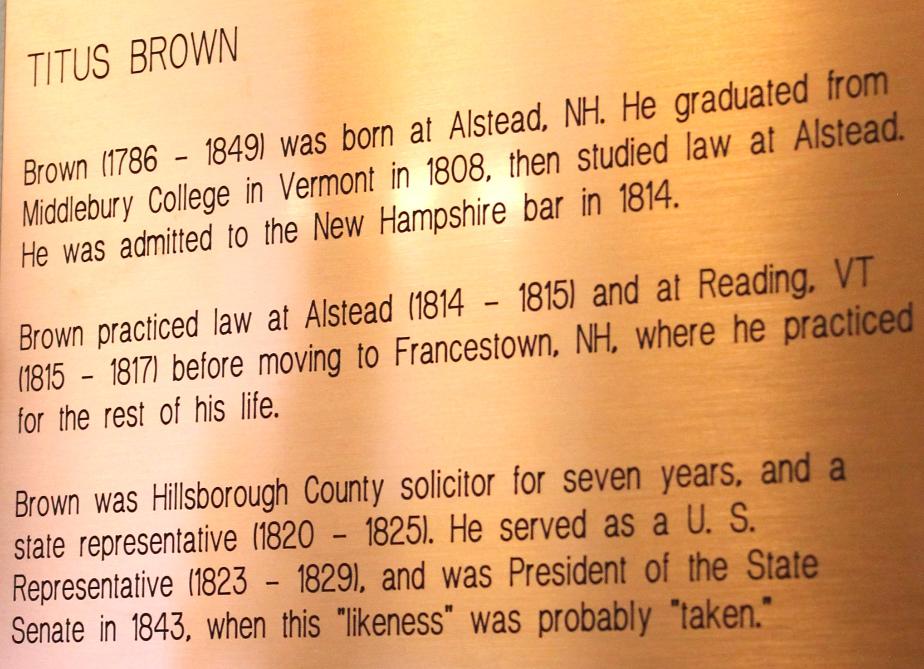 TITUS BROWN
Brown (1786 - 1849) was born at Alstead, NH. He graduated from
Middlebury College in Vermont in 1808, then studied law at Alstead.
He was admitted to the New Hampshire bar in 1814.
Brown practiced law at Alstead (1814 - 1815) and at Reading, VT
(1815 - 1817) before moving to Francestown, NH, where he practiced
for the rest of his life.
Brown was Hillsborough County solicitor for seven years, and a
state representative (1820 - 1825). He served as a U. S.
Representative (1823 - 1829), and was President of the State
Senate in 1843, when this "likeness" was probably "taken."